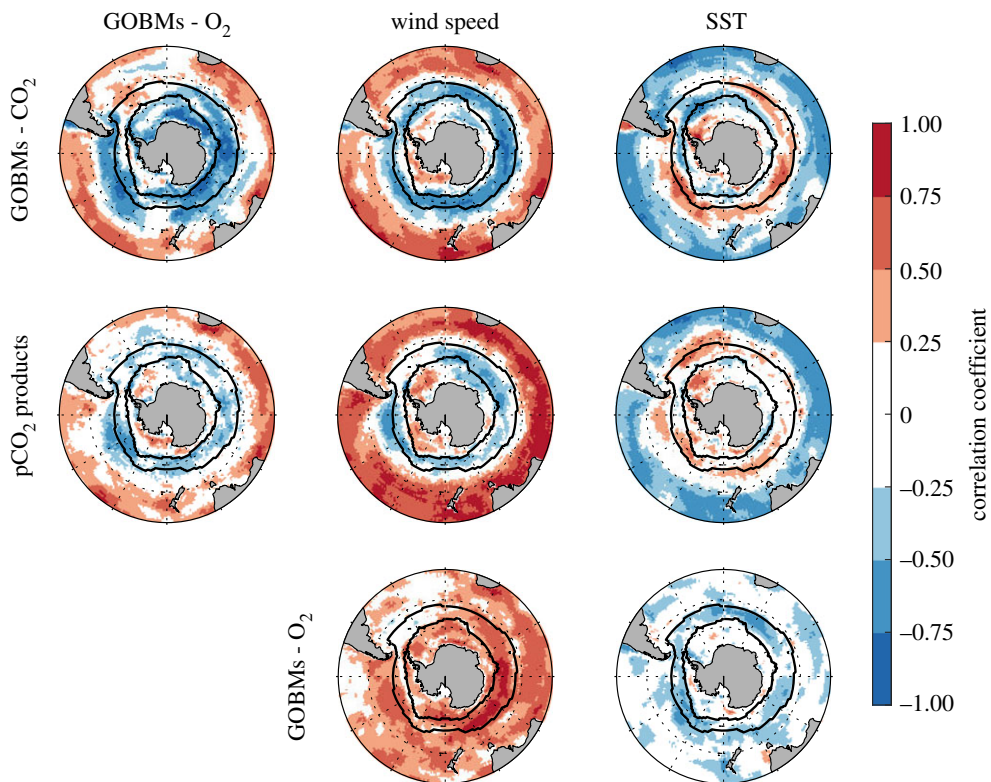 GOBMs - O₂ wind speed SST
GOBMs - CO₂
pCO₂ products
GOBMs - O₂
1.00
0.75
0.50
0.25
0
–0.25
–0.50
–0.75
–1.00
correlation coefficient